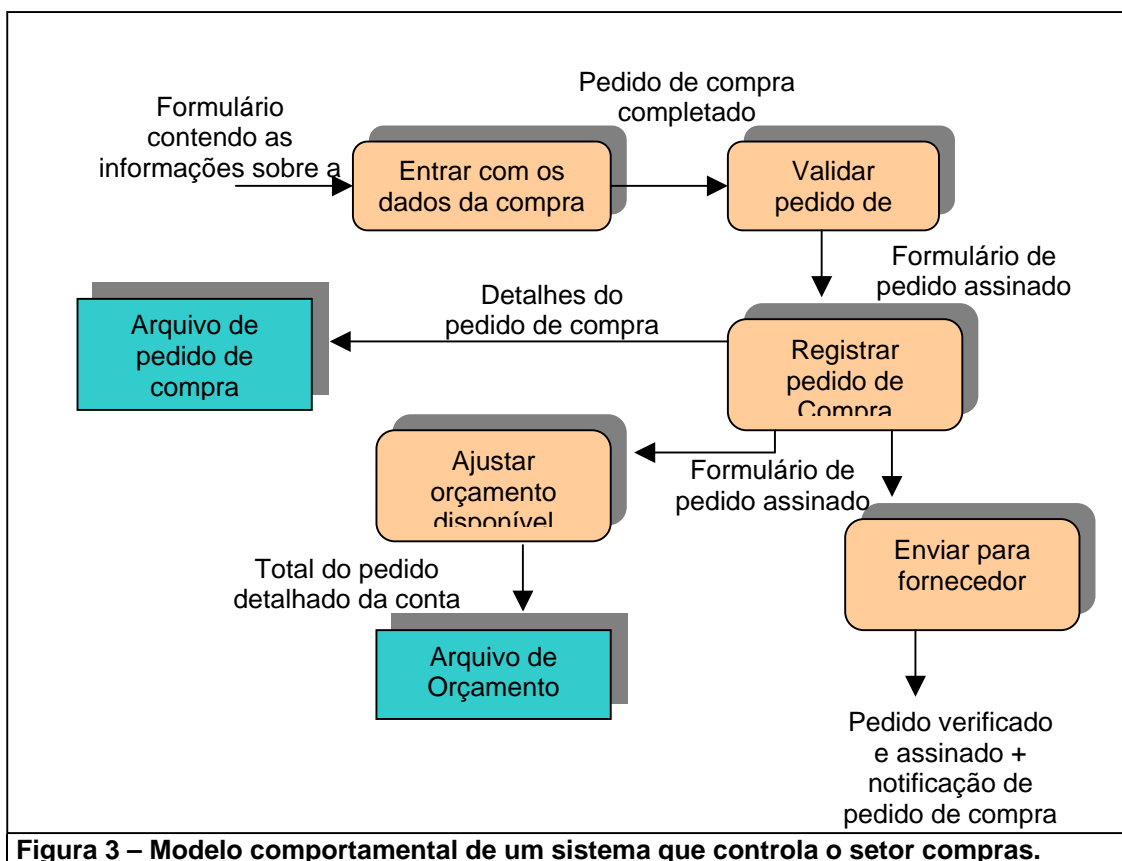 Formulário
contendo as
informações sobre a
Pedido de compra
completado
Entrar com os
dados da compra
Validar
pedido de
Formulário de
pedido assinado
Detalhes do
pedido de compra
Arquivo de
pedido de
compra
Registrar
pedido de
Compra
Ajustar
orçamento
disponível
Formulário de
pedido assinado
Enviar para
fornecedor
Total do pedido
detalhado da conta
Arquivo de
Orçamento
Pedido verificado
e assinado +
notificação de
pedido de compra
Figura 3 – Modelo comportamental de um sistema que controla o setor compras.